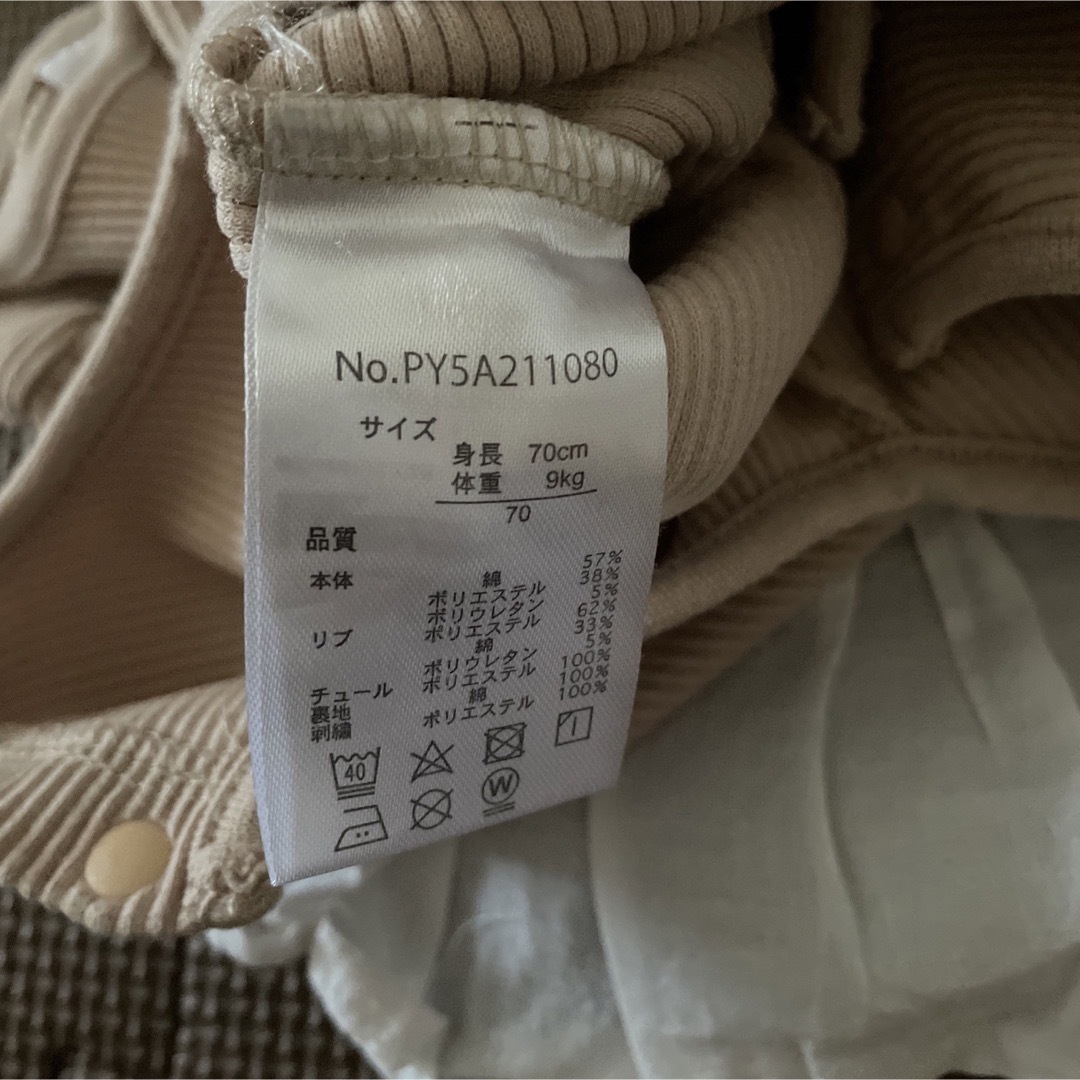 No.PY5A211080
サイズ
身長 70cm
体重 9kg
70
品質
本体 綿 57%
ポリエステル 38%
ポリウレタン 5%
リブ ポリエステル 62%
綿 33%
ポリウレタン 5%
チュール ポリエステル 100%
裏地 綿 100%
刺繍 ポリエステル 100%
40
W